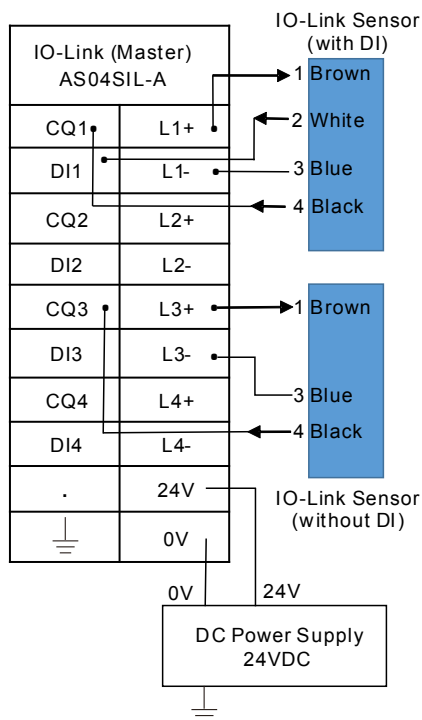 IO-Link Sensor
(with DI)
IO-Link (Master)
AS04SIL-A
1 Brown
CQ1 L1+
2 White
DI1 L1-
3 Blue
CQ2 L2+
4 Black
DI2 L2-
CQ3 L3+
1 Brown
DI3 L3-
3 Blue
CQ4 L4+
4 Black
DI4 L4-
. 24V
IO-Link Sensor
(without DI)
0V
0V 24V
DC Power Supply
24VDC